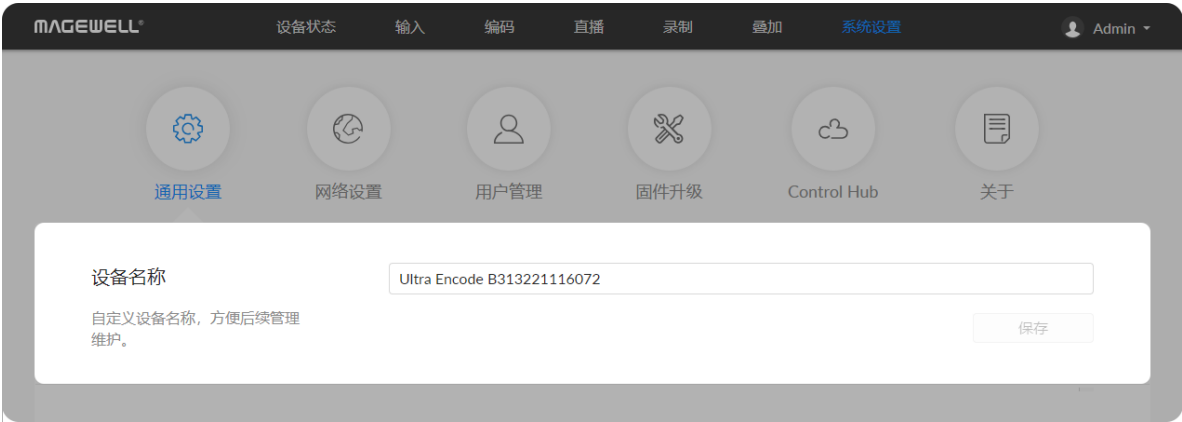 MAGEWELL®
设备状态 输入 编码 直播 录制 叠加 系统设置 Admin
通用设置 网络设置 用户管理 固件升级 Control Hub 关于
设备名称
Ultra Encode B313221116072
自定义设备名称，方便后续管理
维护。
保存